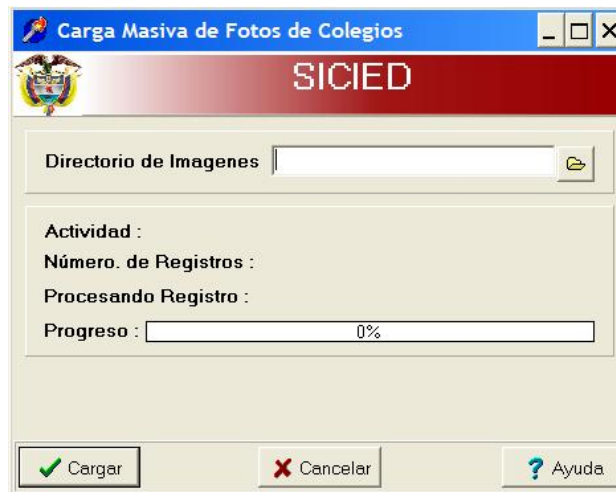 Carga Masiva de Fotos de Colegios
SICIED
Directorio de Imagenes
Actividad :
Número. de Registros :
Procesando Registro :
Progreso : 0%
Cargar Cancelar Ayuda